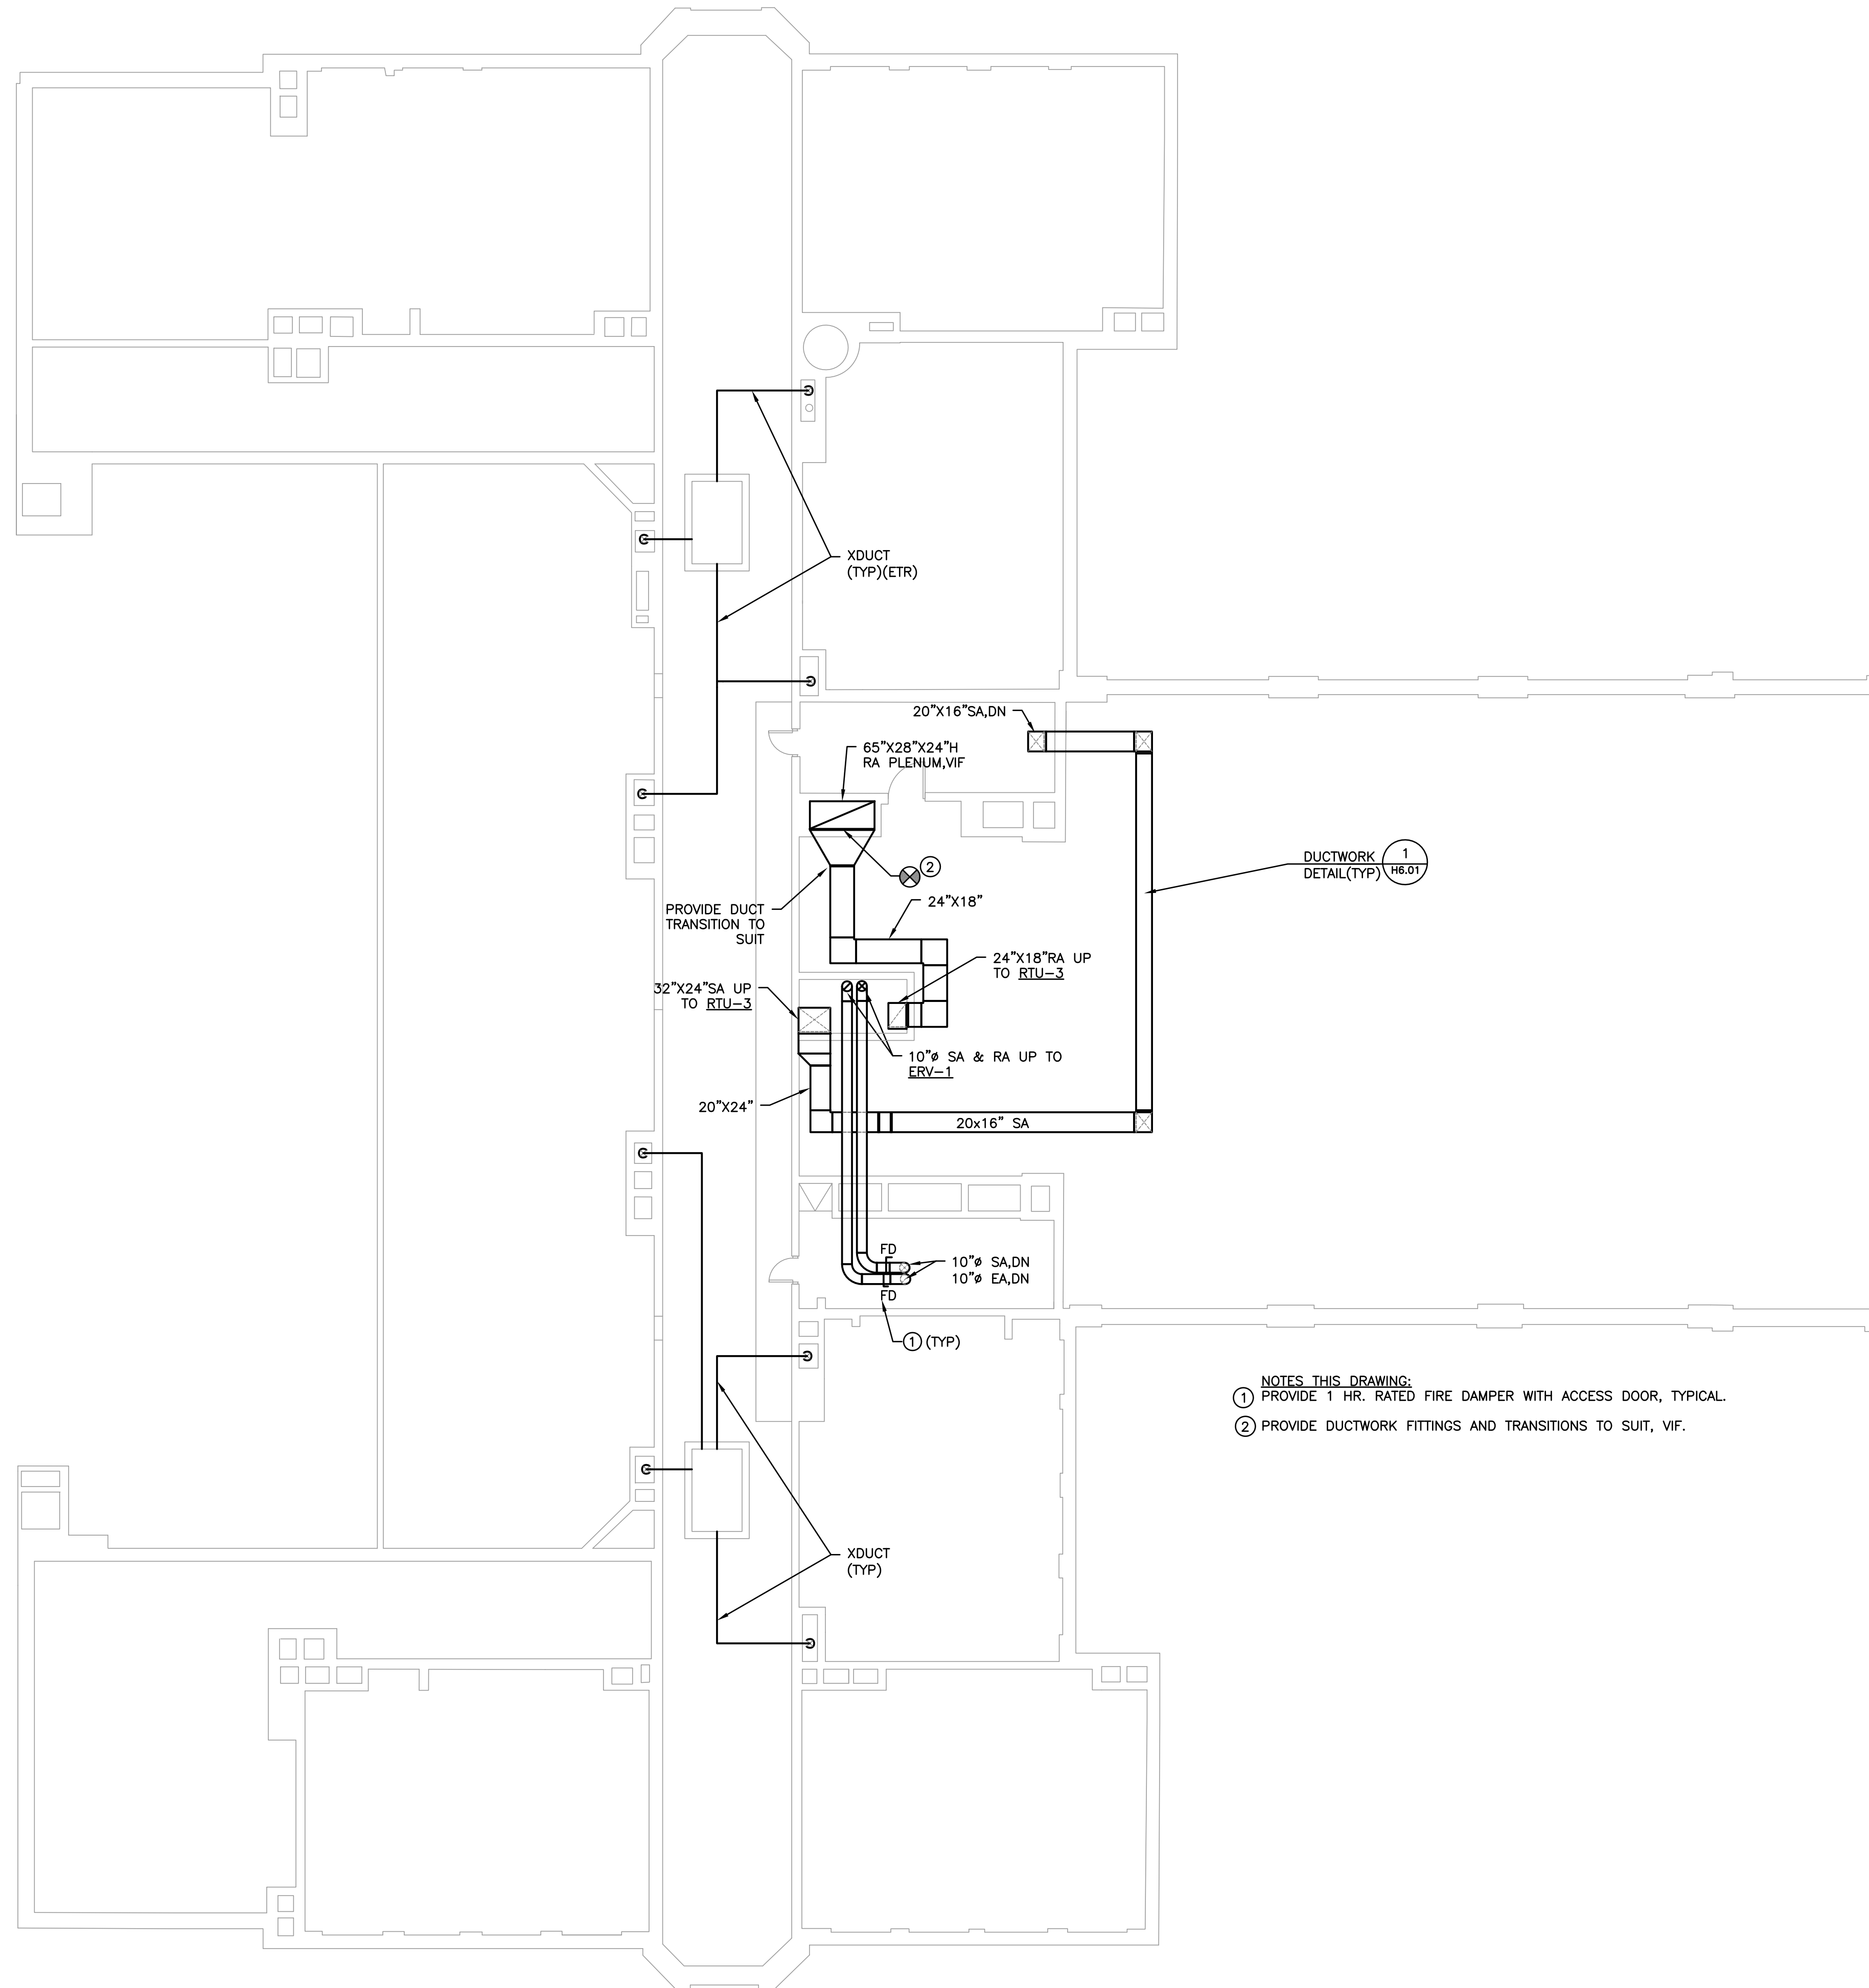 XDUCT
(TYP)(ETR)
20"X16"SA,DN
65"X28"X24"H
RA PLENUM,VIF
2
DUCTWORK
DETAIL(TYP)
1
H6.01
24"X18"
PROVIDE DUCT
TRANSITION TO
SUIT
24"X18"RA UP
TO RTU-3
32"X24"SA UP
TO RTU-3
10"ø SA & RA UP TO
ERV-1
20"X24"
20x16" SA
FD
10"ø SA,DN
10"ø EA,DN
FD
1 (TYP)
NOTES THIS DRAWING:
1 PROVIDE 1 HR. RATED FIRE DAMPER WITH ACCESS DOOR, TYPICAL.
2 PROVIDE DUCTWORK FITTINGS AND TRANSITIONS TO SUIT, VIF.
XDUCT
(TYP)